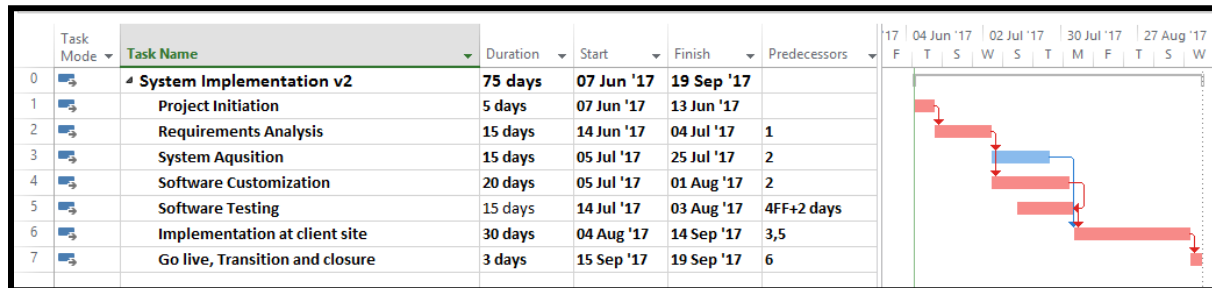 '17 04 Jun '17 02 Jul '17 30 Jul '17 27 Aug '17
Task Mode Task Name Duration Start Finish Predecessors F T S W S T M F T S W
0 System Implementation v2 75 days 07 Jun '17 19 Sep '17
1 Project Initiation 5 days 07 Jun '17 13 Jun '17
2 Requirements Analysis 15 days 14 Jun '17 04 Jul '17 1
3 System Aqusition 15 days 05 Jul '17 25 Jul '17 2
4 Software Customization 20 days 05 Jul '17 01 Aug '17 2
5 Software Testing 15 days 14 Jul '17 03 Aug '17 4FF+2 days
6 Implementation at client site 30 days 04 Aug '17 14 Sep '17 3,5
7 Go live, Transition and closure 3 days 15 Sep '17 19 Sep '17 6